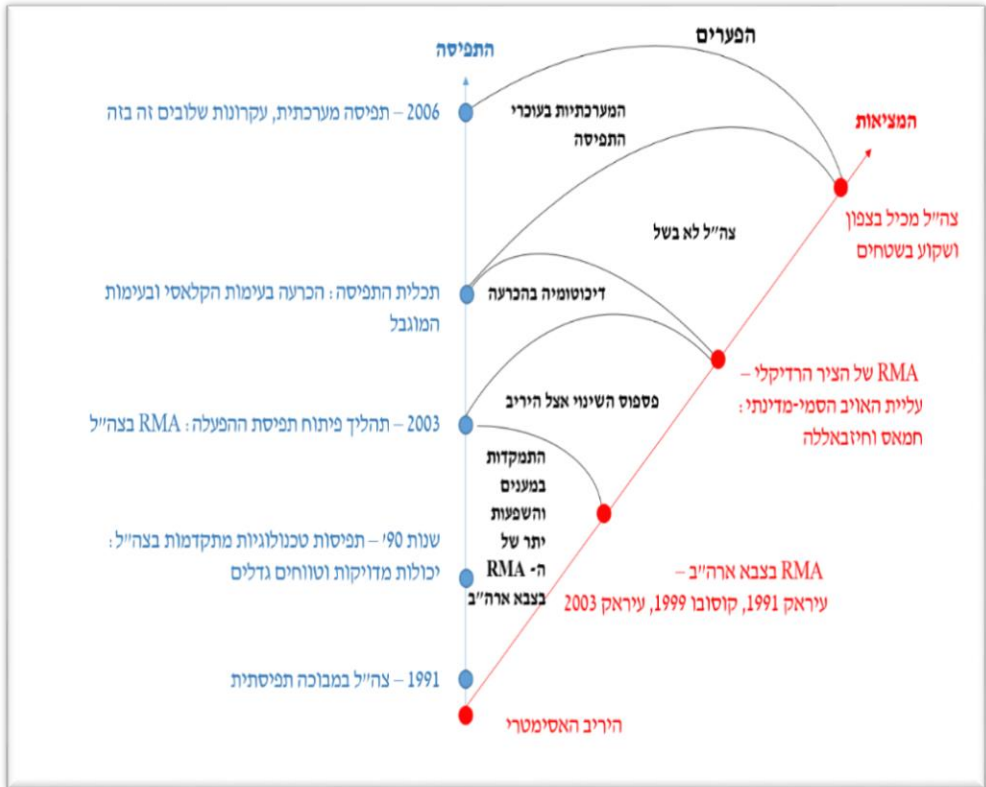 הפערים
התפיסה
המציאות
2006 – תפיסה מערכתית, עקרונות שלובים זה בזה
המערכתיות בעוכרי
התפיסה
צה"ל מכיל בצפון
ושקוע בשטחים
צה"ל לא בשל
תכלית התפיסה: הכרעה בעימות הקלאסי ובעימות
המוגבל
דיכוטומיה בהכרעה
RMA של הציר הרדיקלי –
עליית האויב הסמי-מדינתי:
חמאס וחיזבאללה
פספוס השינוי אצל היריב
2003 – תהליך פיתוח תפיסת ההפעלה: RMA בצה"ל
התמקדות
במענים
והשפעות
יתר של
ה- RMA
בצבא ארה"ב
שנות 90' – תפיסות טכנולוגיות מתקדמות בצה"ל:
יכולות מדויקות וטווחים גדלים
RMA בצבא ארה"ב –
עיראק 1991, קוסובו 1999, עיראק 2003
1991 – צה"ל במבוכה תפיסתית
היריב האסימטרי